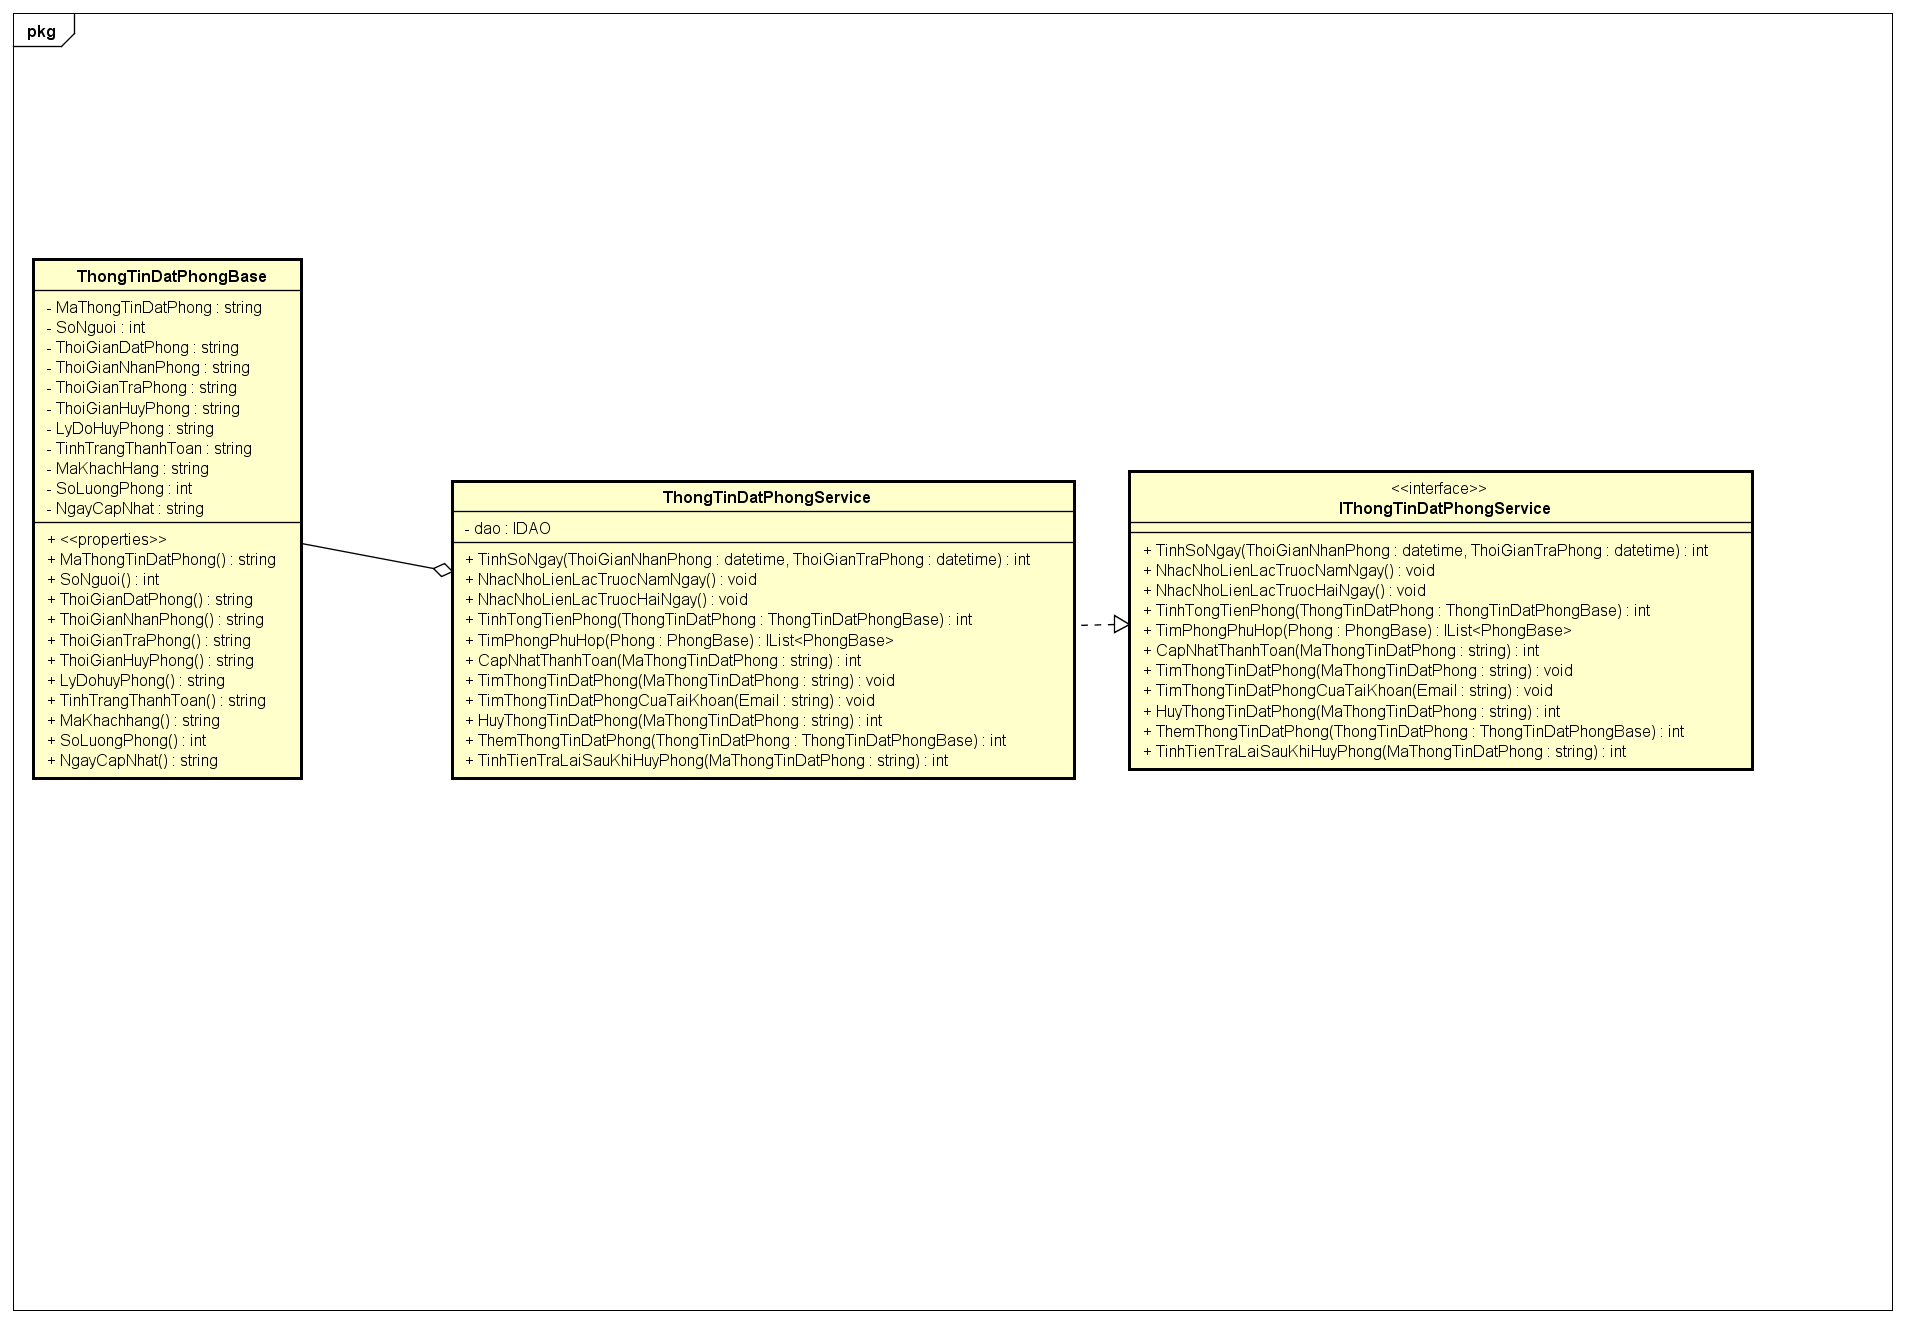 pkg
ThongTinDatPhongBase
- MaThongTinDatPhong : string
- SoNguoi : int
- ThoiGianDatPhong : string
- ThoiGianNhanPhong : string
- ThoiGianTraPhong : string
- ThoiGianHuyPhong : string
- LyDoHuyPhong : string
- TinhTrangThanhToan : string
- MaKhachHang : string
- SoLuongPhong : int
- NgayCapNhat : string
+ <<properties>>
+ MaThongTinDatPhong() : string
+ SoNguoi() : int
+ ThoiGianDatPhong() : string
+ ThoiGianNhanPhong() : string
+ ThoiGianTraPhong() : string
+ ThoiGianHuyPhong() : string
+ LyDohuyPhong() : string
+ TinhTrangThanhToan() : string
+ MaKhachhang() : string
+ SoLuongPhong() : int
+ NgayCapNhat() : string
ThongTinDatPhongService
- dao : IDAO
+ TinhSoNgay(ThoiGianNhanPhong : datetime, ThoiGianTraPhong : datetime) : int
+ NhacNhoLienLacTruocNamNgay() : void
+ NhacNhoLienLacTruocHaiNgay() : void
+ TinhTongTienPhong(ThongTinDatPhong : ThongTinDatPhongBase) : int
+ TimPhongPhuHop(Phong : PhongBase) : IList<PhongBase>
+ CapNhatThanhToan(MaThongTinDatPhong : string) : int
+ TimThongTinDatPhong(MaThongTinDatPhong : string) : void
+ TimThongTinDatPhongCuaTaiKhoan(Email : string) : void
+ HuyThongTinDatPhong(MaThongTinDatPhong : string) : int
+ ThemThongTinDatPhong(ThongTinDatPhong : ThongTinDatPhongBase) : int
+ TinhTienTraLaiSauKhiHuyPhong(MaThongTinDatPhong : string) : int
<<interface>>
IThongTinDatPhongService
+ TinhSoNgay(ThoiGianNhanPhong : datetime, ThoiGianTraPhong : datetime) : int
+ NhacNhoLienLacTruocNamNgay() : void
+ NhacNhoLienLacTruocHaiNgay() : void
+ TinhTongTienPhong(ThongTinDatPhong : ThongTinDatPhongBase) : int
+ TimPhongPhuHop(Phong : PhongBase) : IList<PhongBase>
+ CapNhatThanhToan(MaThongTinDatPhong : string) : int
+ TimThongTinDatPhong(MaThongTinDatPhong : string) : void
+ TimThongTinDatPhongCuaTaiKhoan(Email : string) : void
+ HuyThongTinDatPhong(MaThongTinDatPhong : string) : int
+ ThemThongTinDatPhong(ThongTinDatPhong : ThongTinDatPhongBase) : int
+ TinhTienTraLaiSauKhiHuyPhong(MaThongTinDatPhong : string) : int